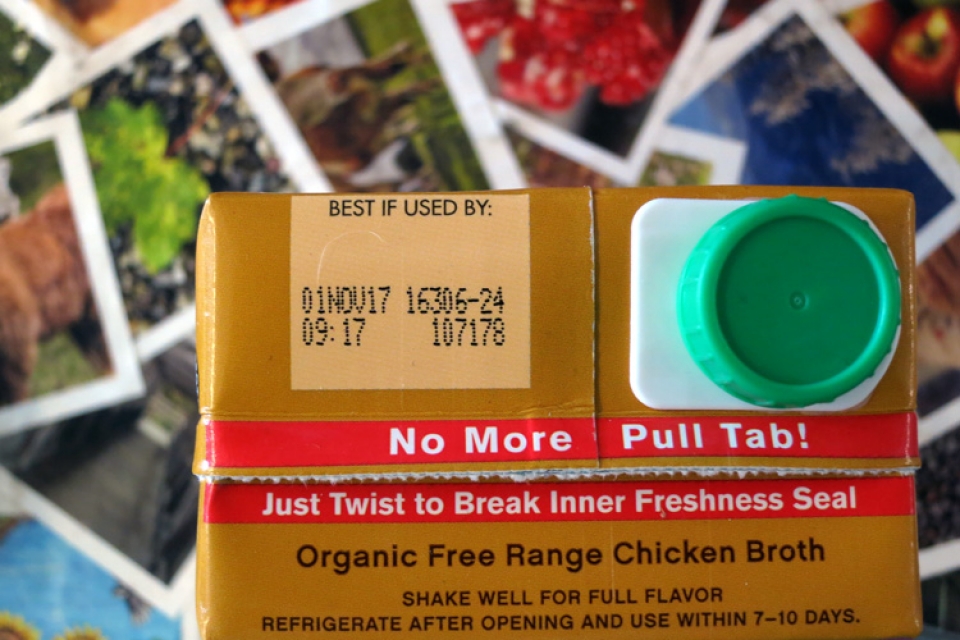 BEST IF USED BY:
01NOV17 16306-24
09:17 107178
No More Pull Tab!
Just Twist to Break Inner Freshness Seal
Organic Free Range Chicken Broth
SHAKE WELL FOR FULL FLAVOR
REFRIGERATE AFTER OPENING AND USE WITHIN 7–10 DAYS.